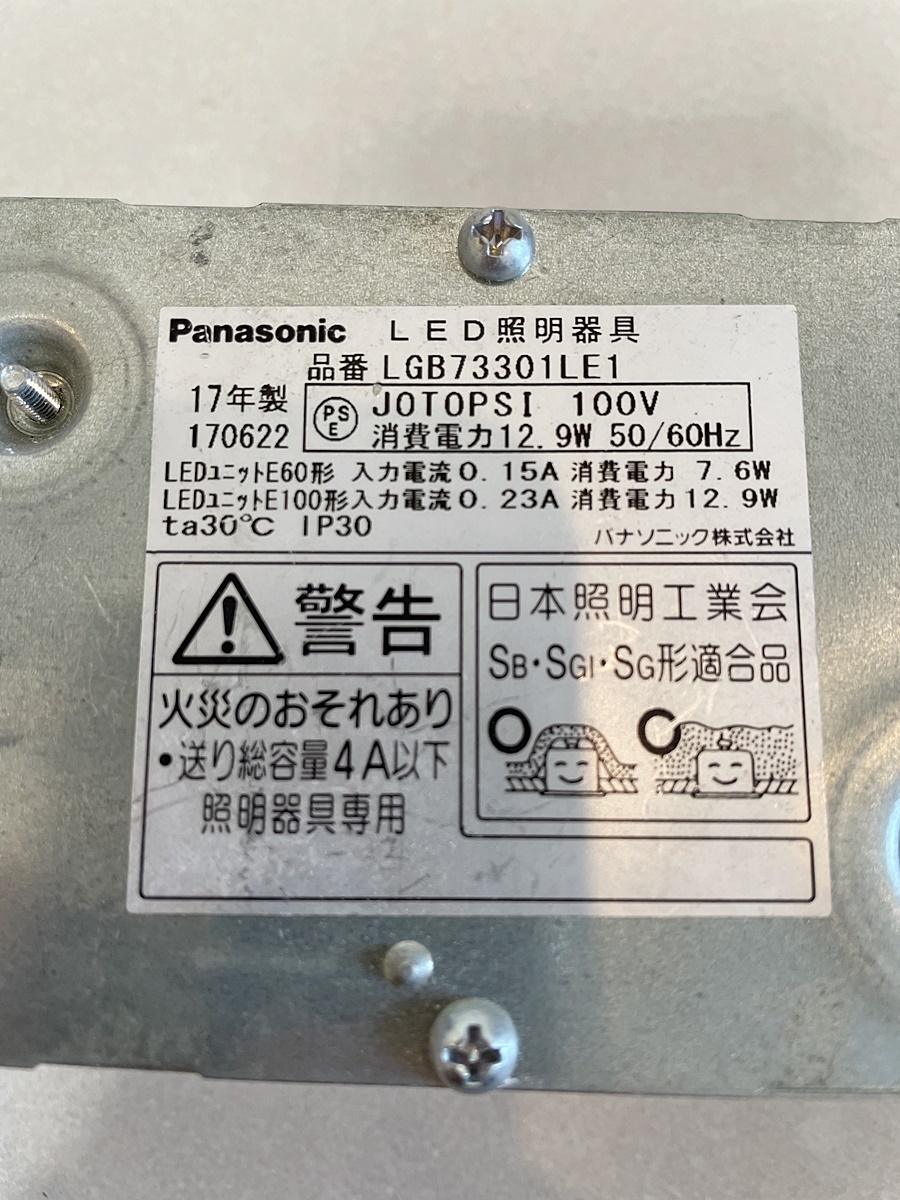 Panasonic LED照明器具
品番 LGB73301LE1
17年製
170622
PSE
JOTOPSI 100V
消費電力12.9W 50/60Hz
LEDユニットE60形 入力電流0.15A 消費電力 7.6W
LEDユニットE100形入力電流0.23A 消費電力12.9W
ta30℃ IP30
パナソニック株式会社
警告
火災のおそれあり
・送り総容量4A以下
照明器具専用
日本照明工業会
SB・SGI・SG形適合品